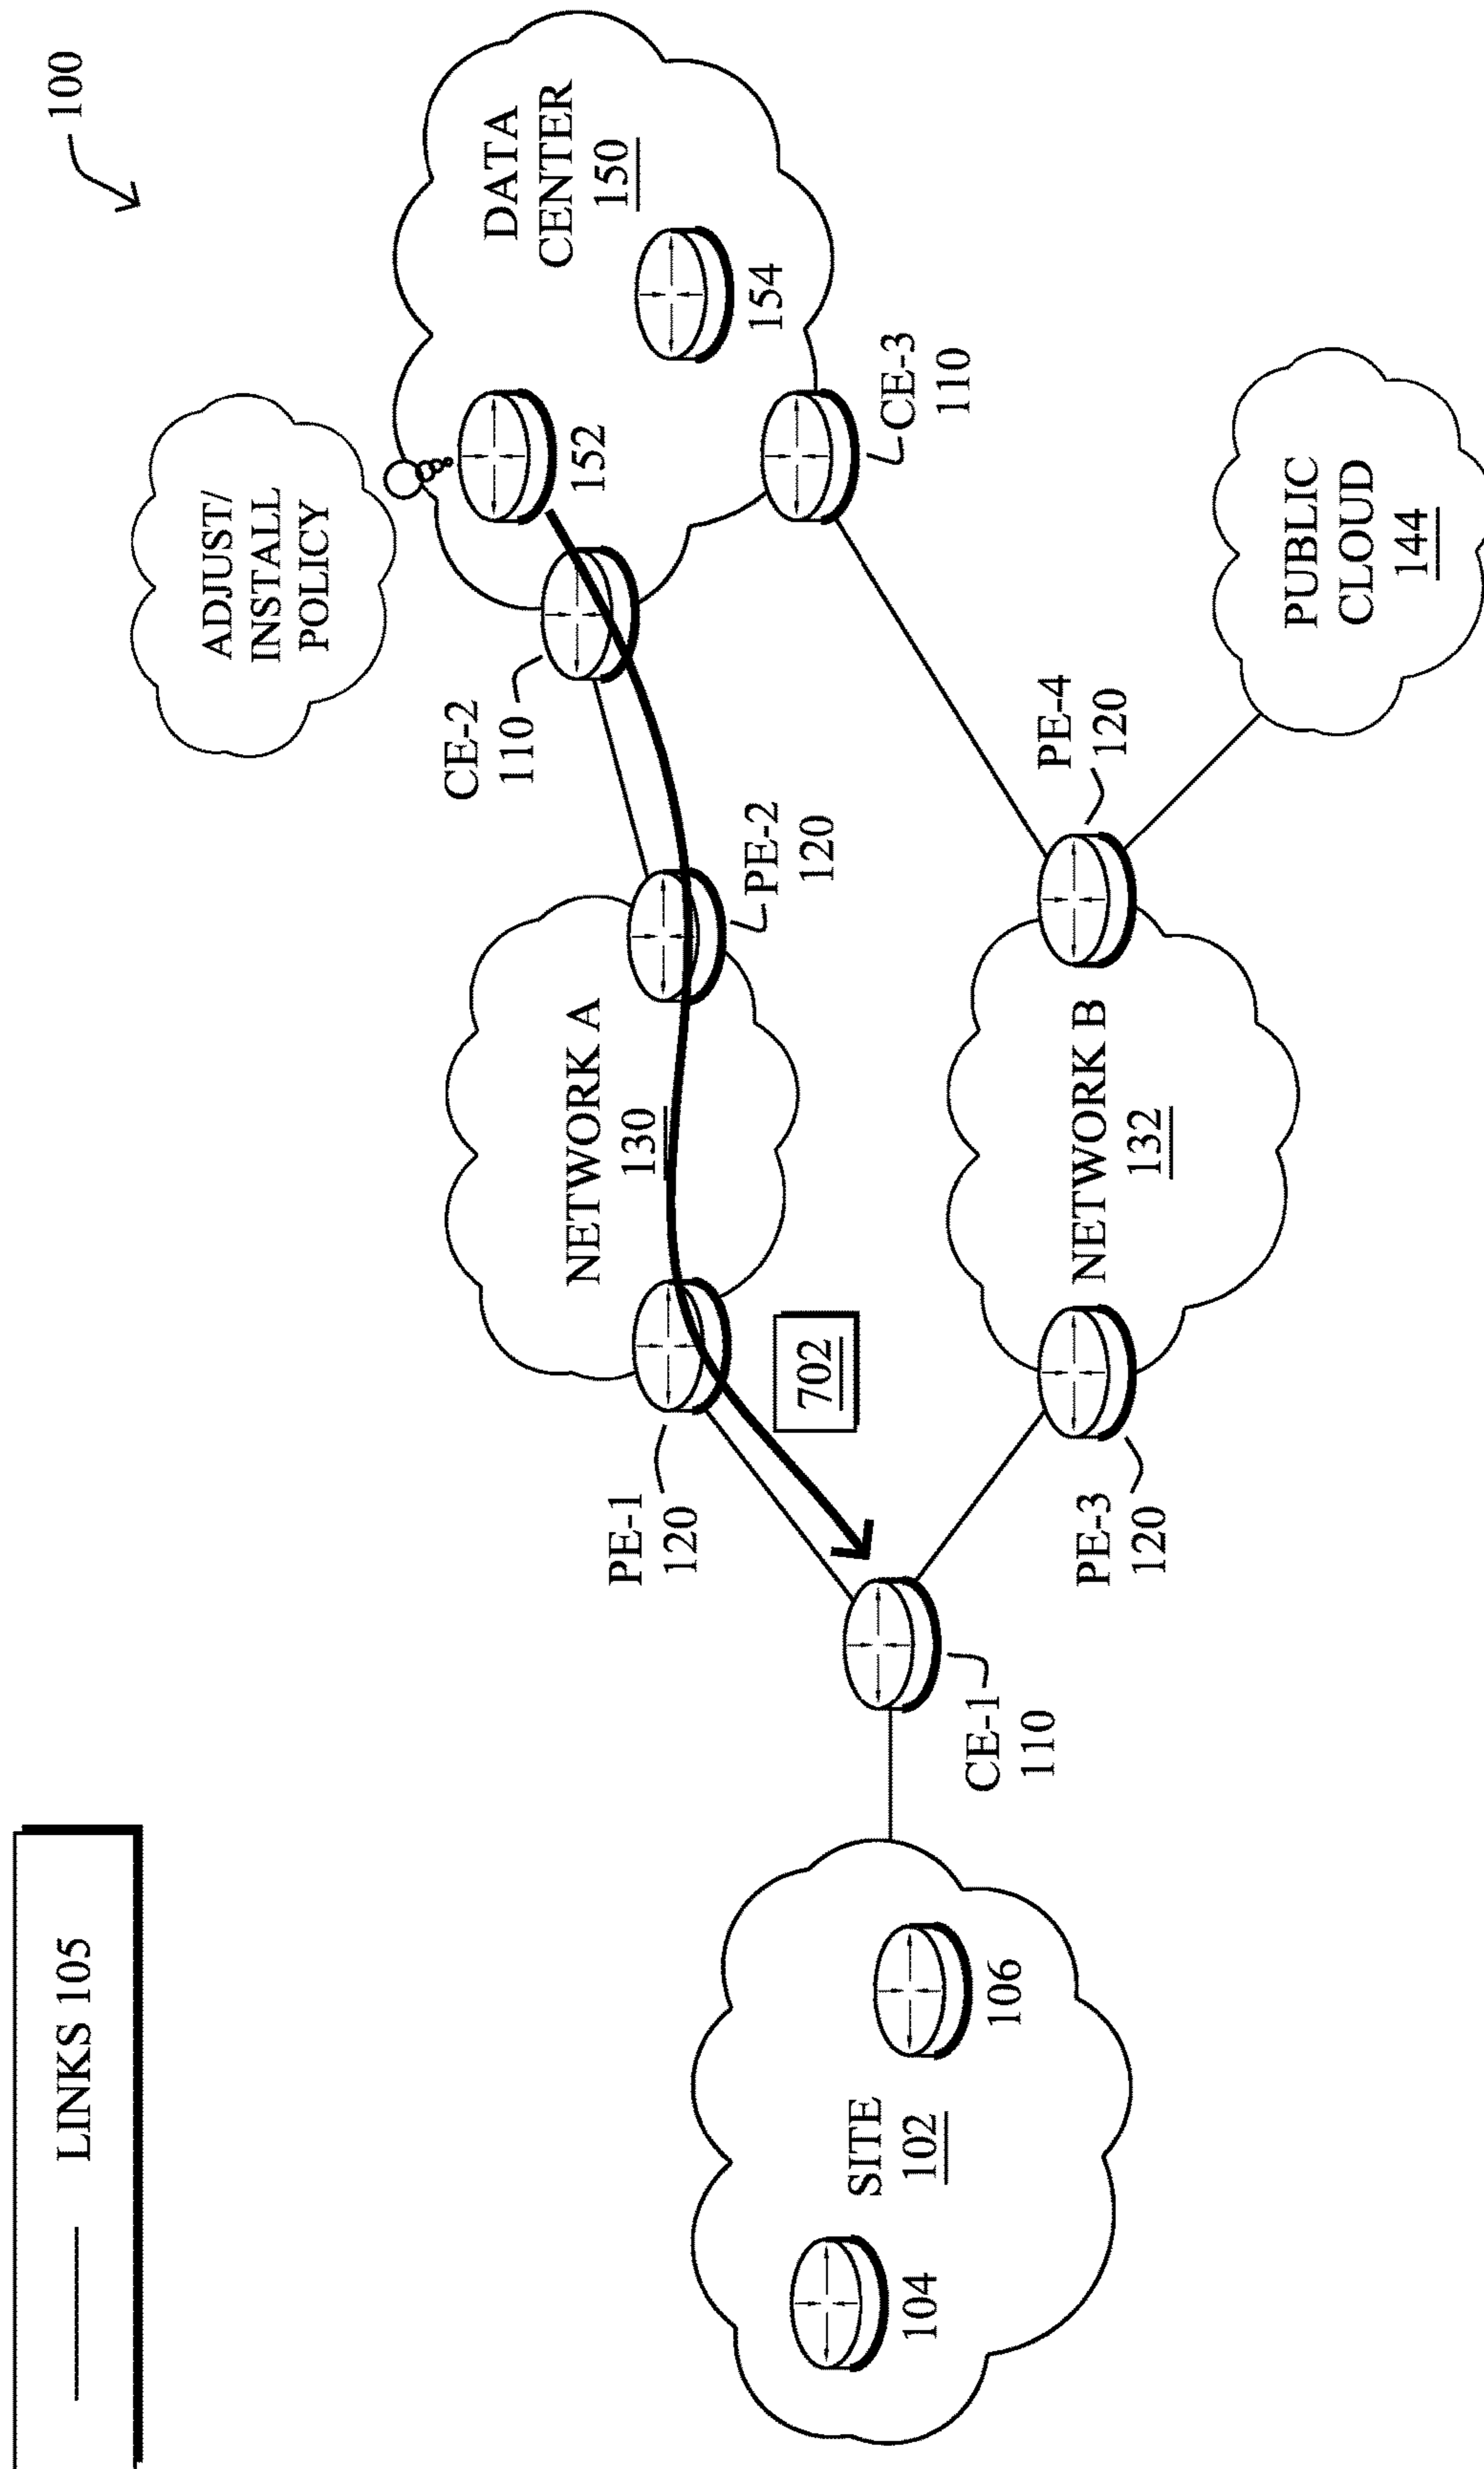 LINKS 105
100
ADJUST/
INSTALL
POLICY
DATA
CENTER
150
152
154
CE-2
110
CE-3
110
NETWORK A
130
PE-1
120
PE-2
120
702
SITE
102
104
106
CE-1
110
NETWORK B
132
PE-3
120
PE-4
120
PUBLIC
CLOUD
144